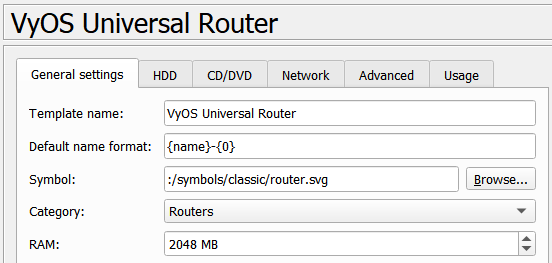 VyOS Universal Router
General settings HDD CD/DVD Network Advanced Usage
Template name: VyOS Universal Router
Default name format: {name}-{0}
Symbol: :/symbols/classic/router.svg Browse...
Category: Routers
RAM: 2048 MB